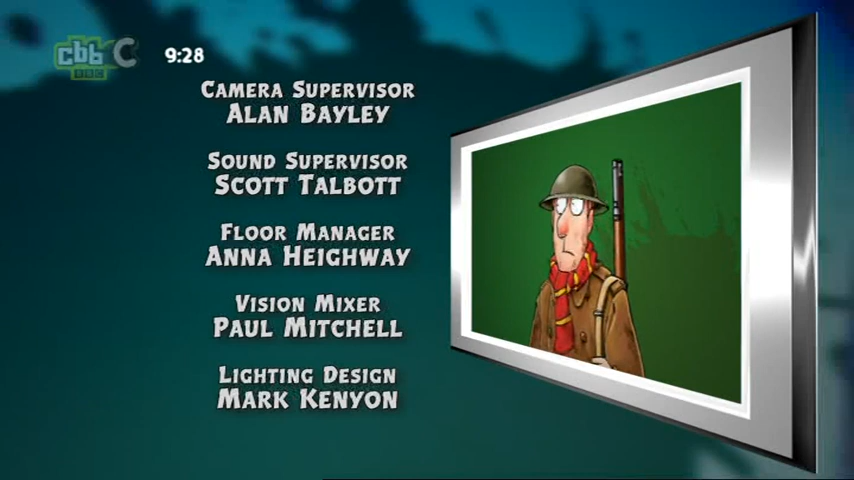 cbb C
BBC
9:28
CAMERA SUPERVISOR
ALAN BAYLEY
SOUND SUPERVISOR
SCOTT TALBOTT
FLOOR MANAGER
ANNA HEIGHWAY
VISION MIXER
PAUL MITCHELL
LIGHTING DESIGN
MARK KENYON